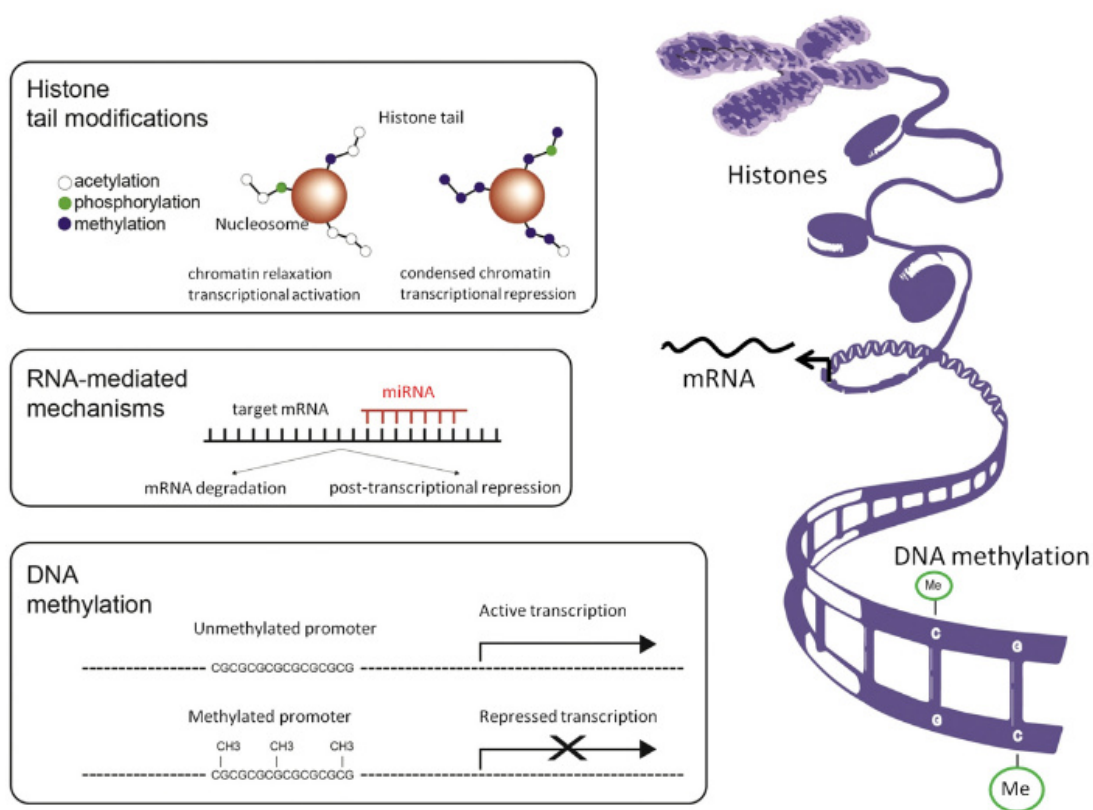 Histone
tail modifications
Histone tail
acetylation
phosphorylation
methylation
Nucleosome
chromatin relaxation
transcriptional activation
condensed chromatin
transcriptional repression
RNA-mediated
mechanisms
target mRNA
miRNA
mRNA degradation
post-transcriptional repression
DNA
methylation
Unmethylated promoter
Active transcription
CGCGCGCGCGCGCGCG
Methylated promoter
Repressed transcription
CH3 CH3 CH3
CGCGCGCGCGCGCGCG
Histones
mRNA
DNA methylation
Me
C G
G C
Me